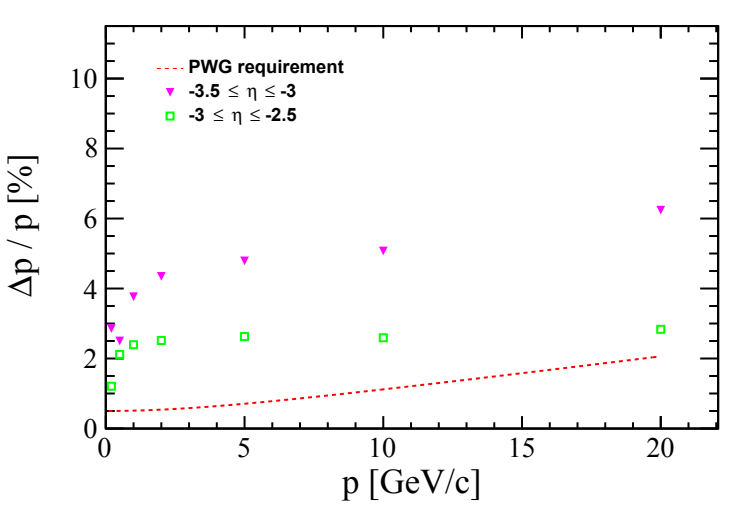 PWG requirement
-3.5 ≤ η ≤ -3
-3 ≤ η ≤ -2.5
Δp / p [%]
10
8
6
4
2
0
0 5 10 15 20
p [GeV/c]